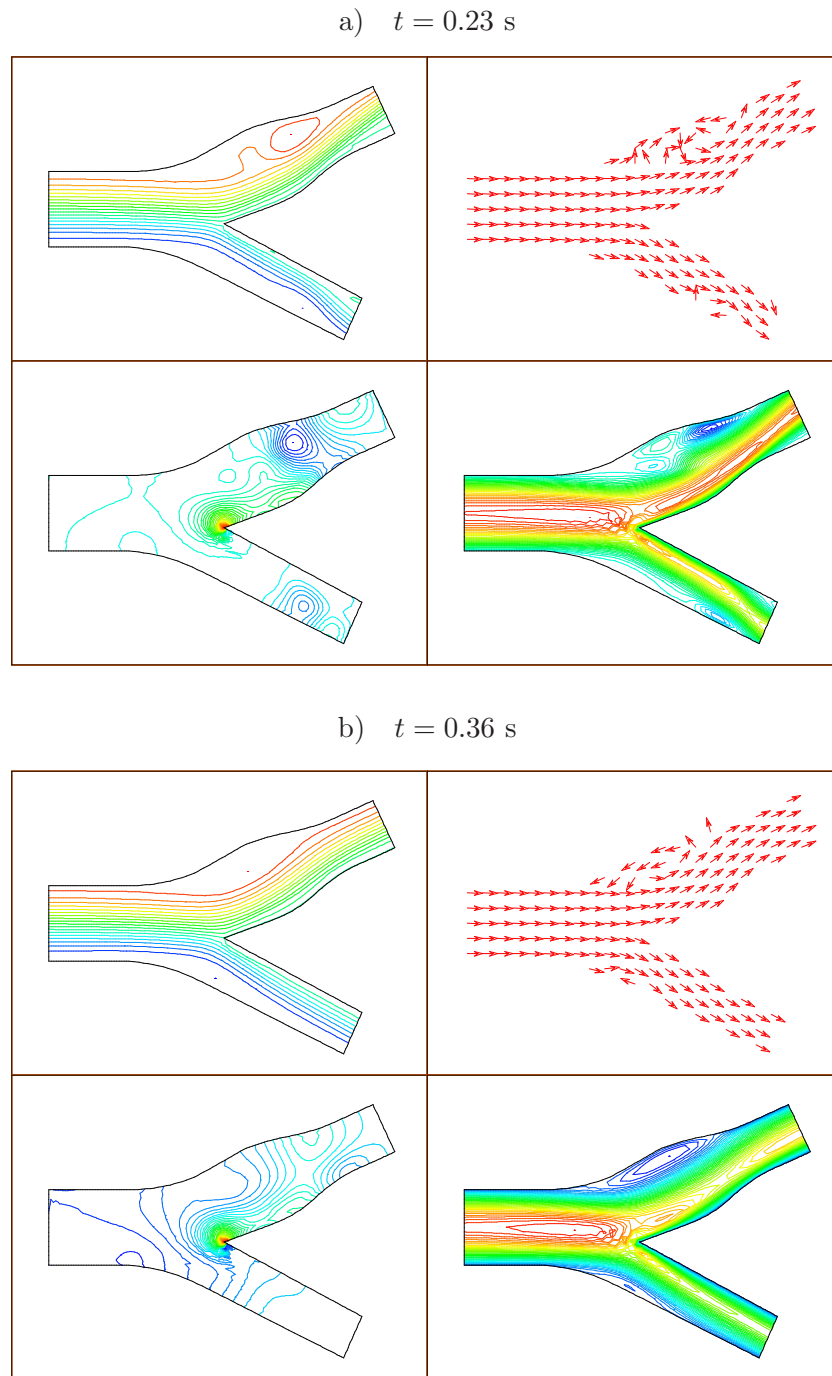 a) t = 0.23 s
b) t = 0.36 s